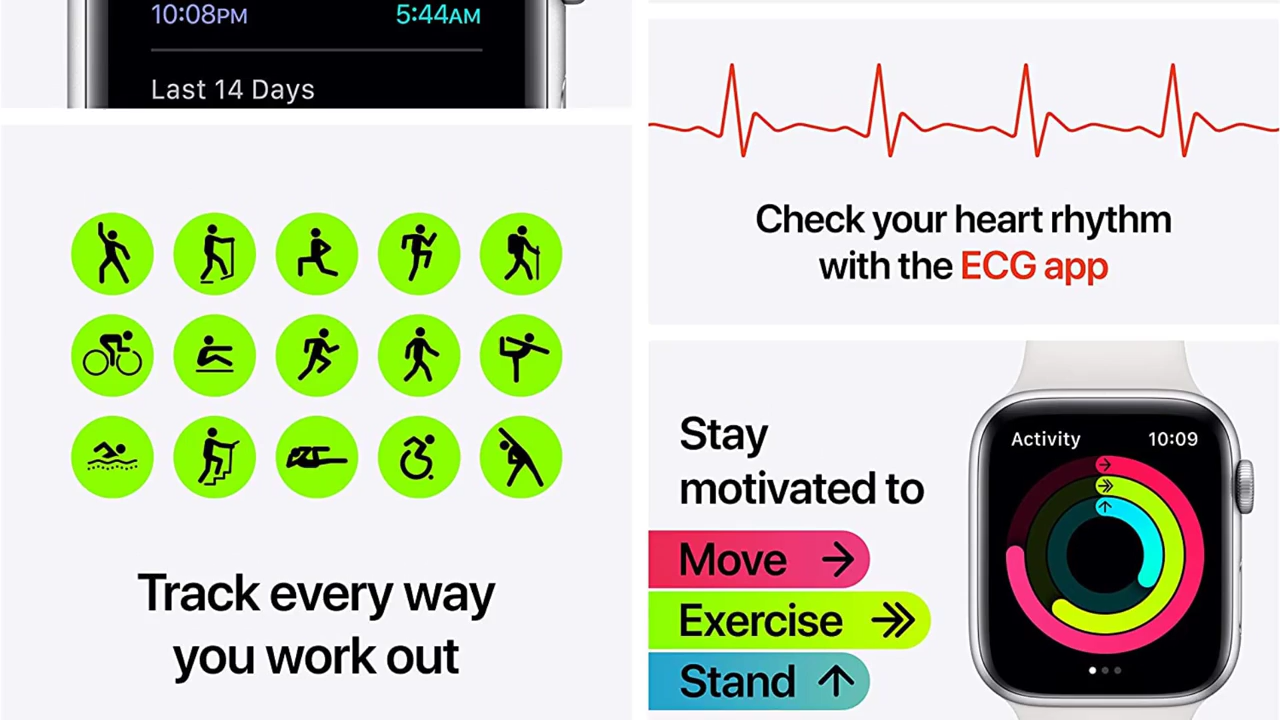 10:08PM
5:44AM
Last 14 Days
Track every way
you work out
Check your heart rhythm
with the ECG app
Stay
motivated to
Move
Exercise
Stand
Activity
10:09